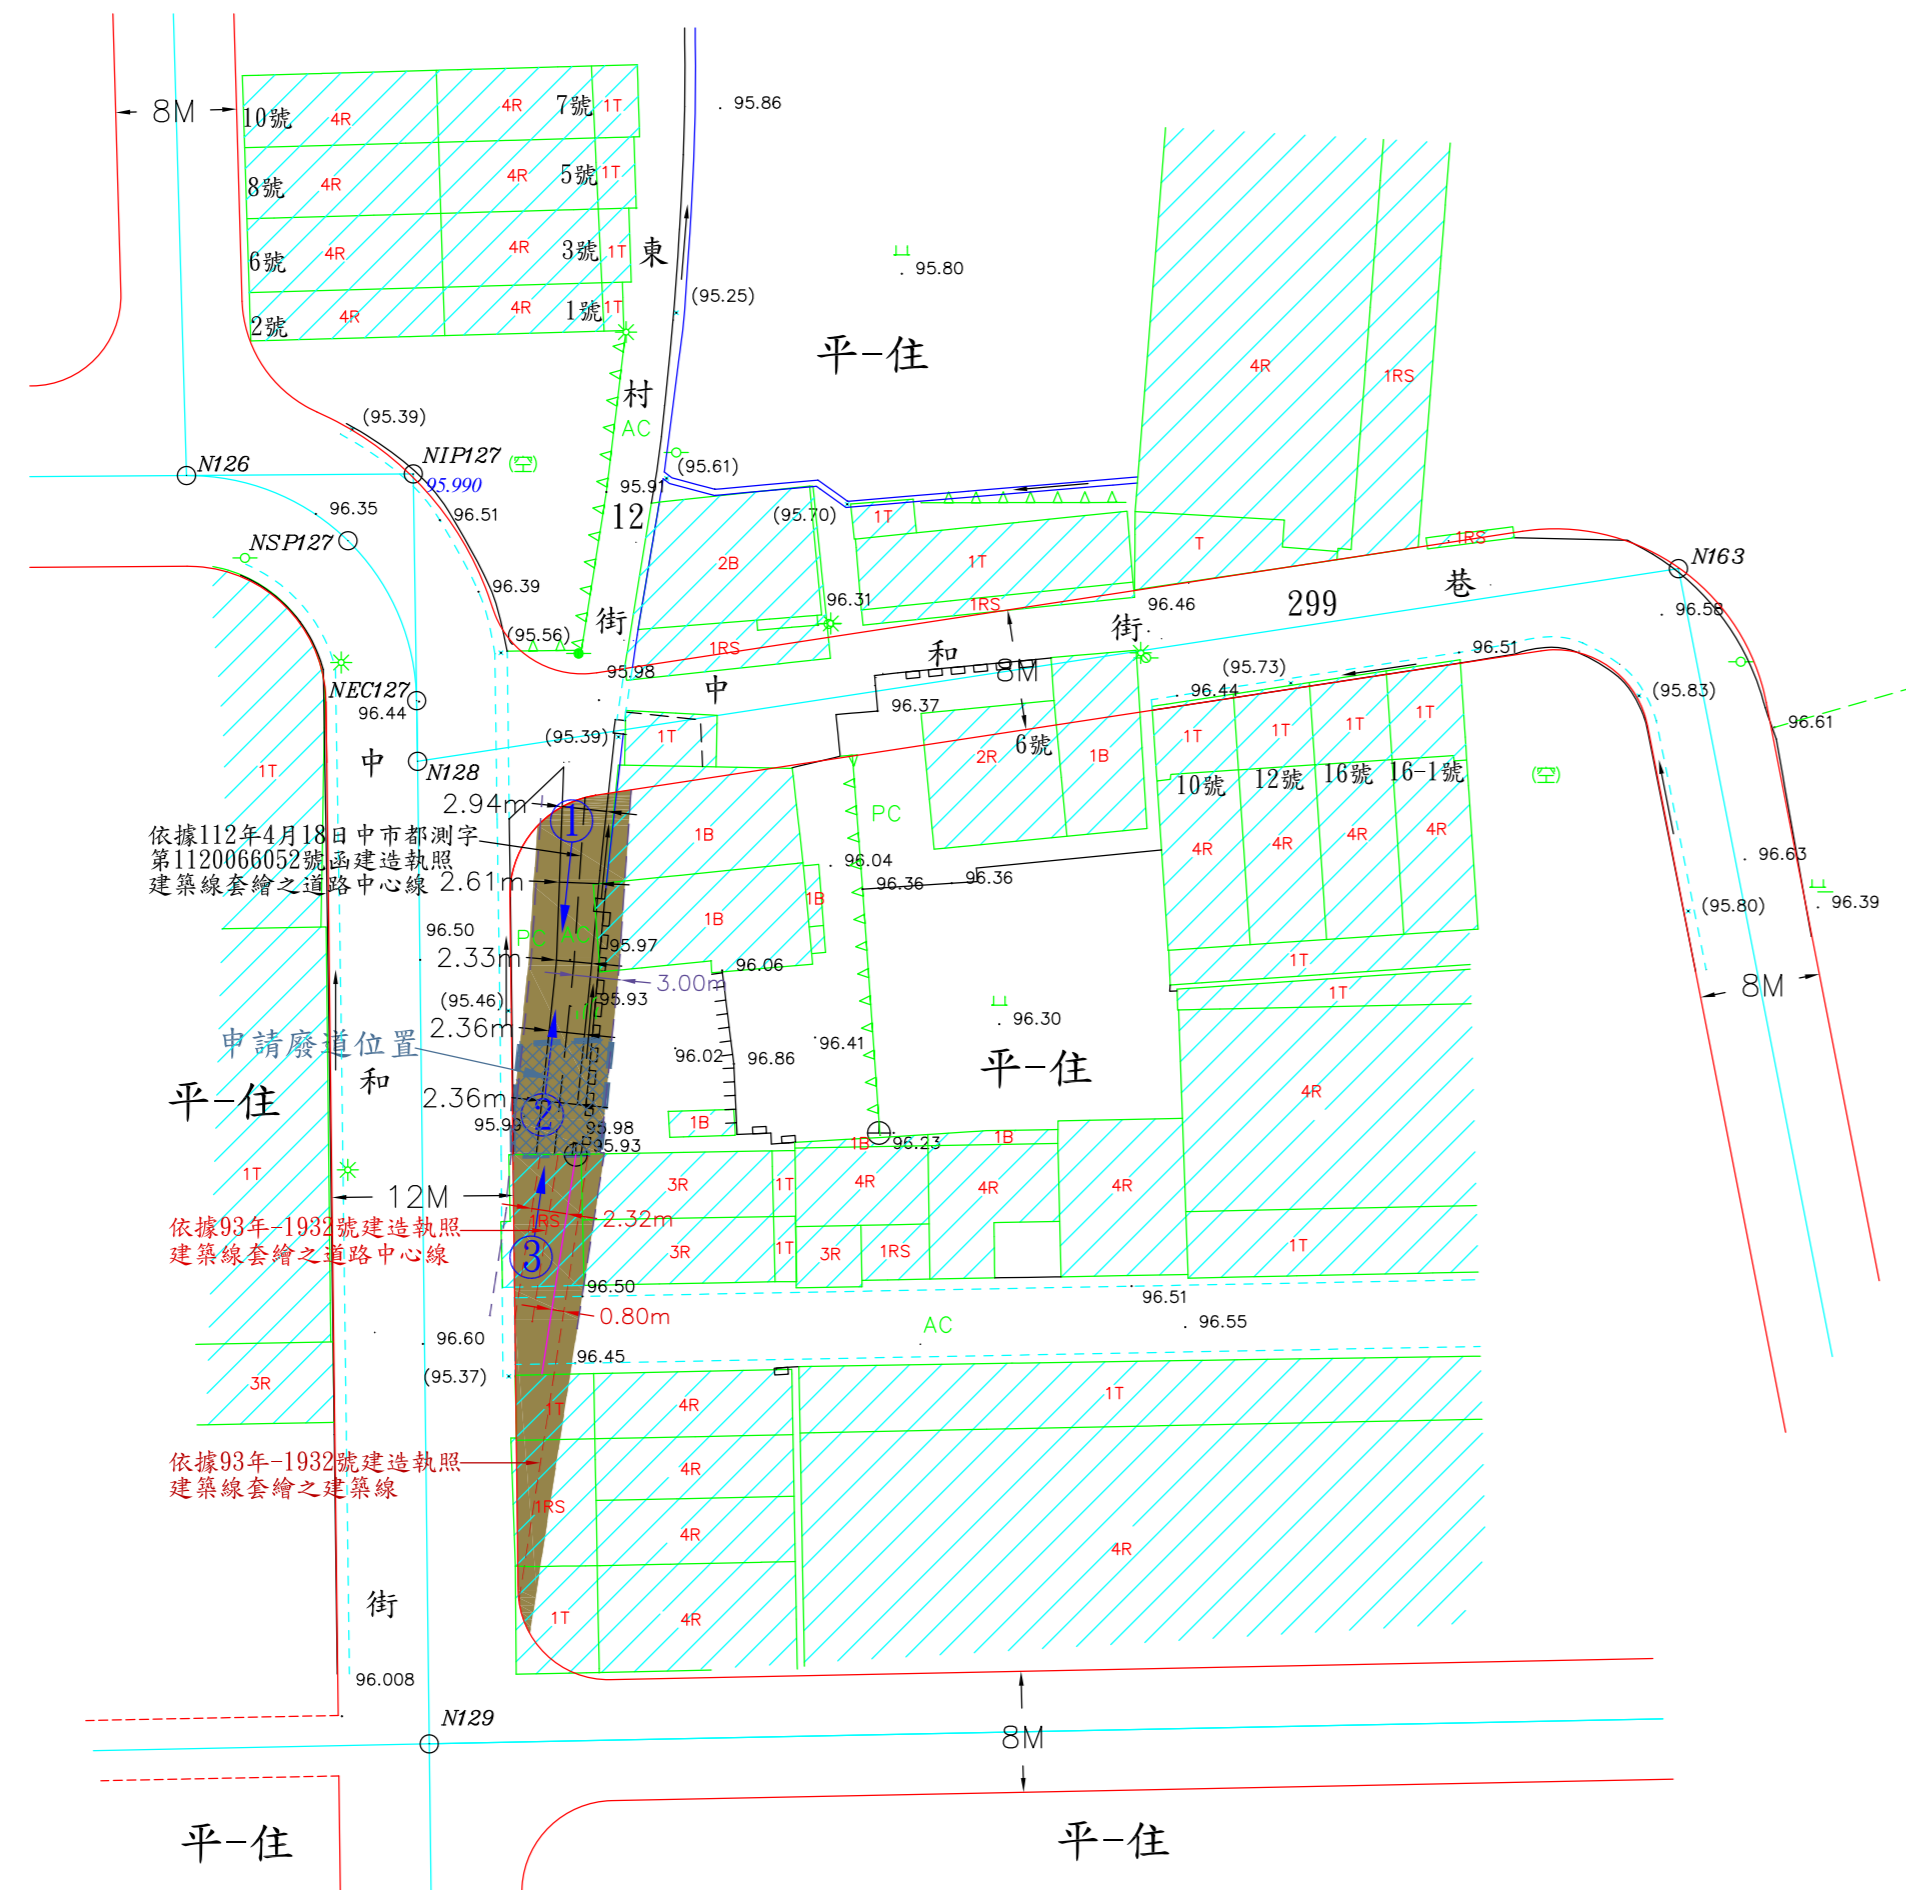 8M
10號
4R
4R
7號
1T
95.86
8號
4R
4R
5號
1T
6號
4R
4R
3號
1T
東
95.80
2號
4R
4R
1號
1T
(95.25)
平-住
4R
1RS
村
AC
(95.39)
N126
NIP127
95.990
(95.61)
95.91
96.35
96.51
12
(95.70)
1T
NSP127
2B
1T
T
1RS
N163
96.39
96.31
1RS
96.46
299
巷
96.58
(95.56)
街
1RS
和
街
96.51
95.98
中
8M
(95.73)
96.44
(95.83)
NEC127
96.44
96.37
96.61
中
(95.39)
1T
2R
6號
1B
1T
1T
1T
1T
1T
N128
10號
12號
16號
16-1號
2.94m
1
PC
依據112年4月18日中市都測字
第1120066052號函建造執照
建築線套繪之道路中心線
1B
4R
4R
4R
4R
2.61m
96.04
96.36
96.36
96.63
1B
1B
(95.80)
96.39
96.50
PC
AC
95.97
2.33m
96.06
1T
3.00m
8M
(95.46)
95.93
1T
96.30
2.36m
申請廢道位置
96.02
96.86
96.41
平-住
和
平-住
4R
2.36m
2
95.99
95.98
1B
95.93
1B
96.23
1B
1T
12M
3R
1T
4R
4R
4R
依據93年-1932號建造執照
建築線套繪之道路中心線
1RS
2.32m
3
3R
1T
3R
1RS
1T
96.50
96.51
0.80m
96.60
AC
96.55
96.45
(95.37)
3R
1T
4R
1T
依據93年-1932號建造執照
建築線套繪之建築線
4R
1RS
4R
4R
街
1T
4R
96.008
N129
8M
平-住
平-住